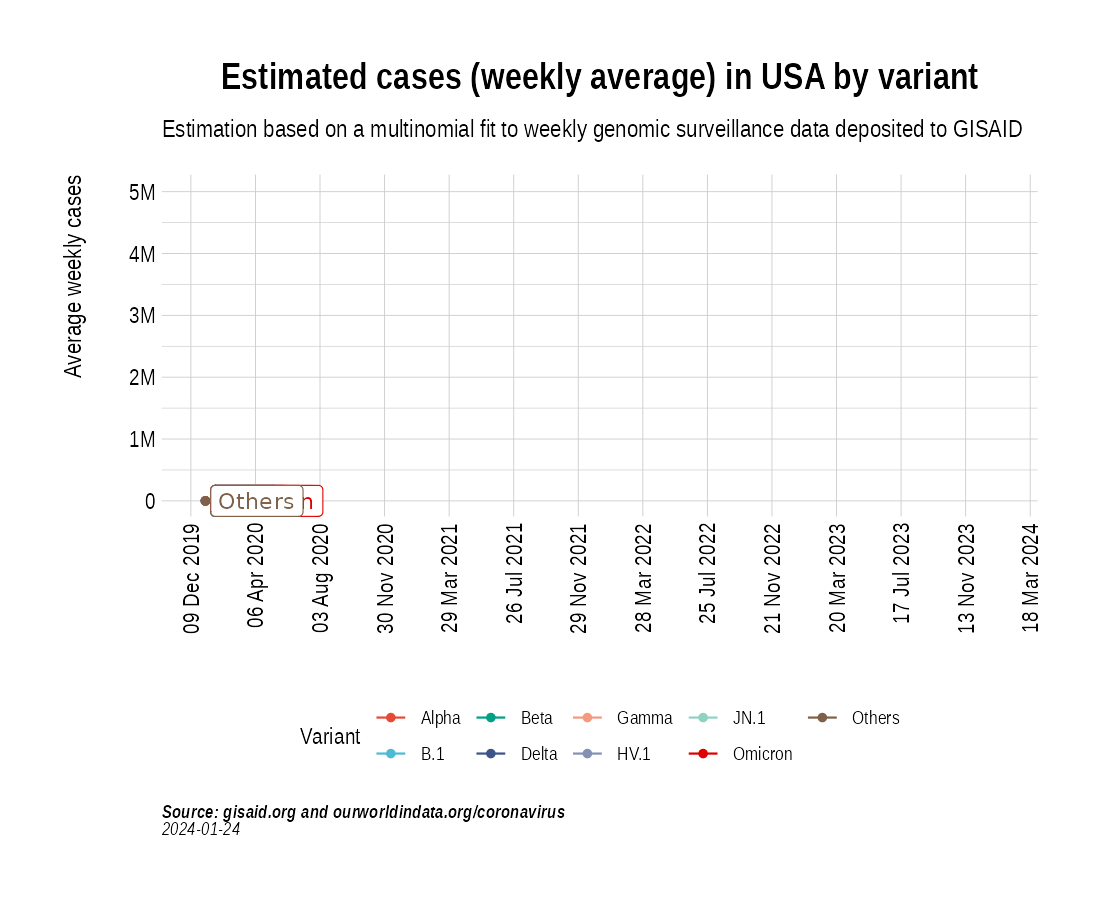 Estimated cases (weekly average) in USA by variant
Estimation based on a multinomial fit to weekly genomic surveillance data deposited to GISAID
Average weekly cases
5M
4M
3M
2M
1M
0
Others
09 Dec 2019
06 Apr 2020
03 Aug 2020
30 Nov 2020
29 Mar 2021
26 Jul 2021
29 Nov 2021
28 Mar 2022
25 Jul 2022
21 Nov 2022
20 Mar 2023
17 Jul 2023
13 Nov 2023
18 Mar 2024
Variant
Alpha
Beta
Gamma
JN.1
Others
B.1
Delta
HV.1
Omicron
Source: gisaid.org and ourworldindata.org/coronavirus
2024-01-24